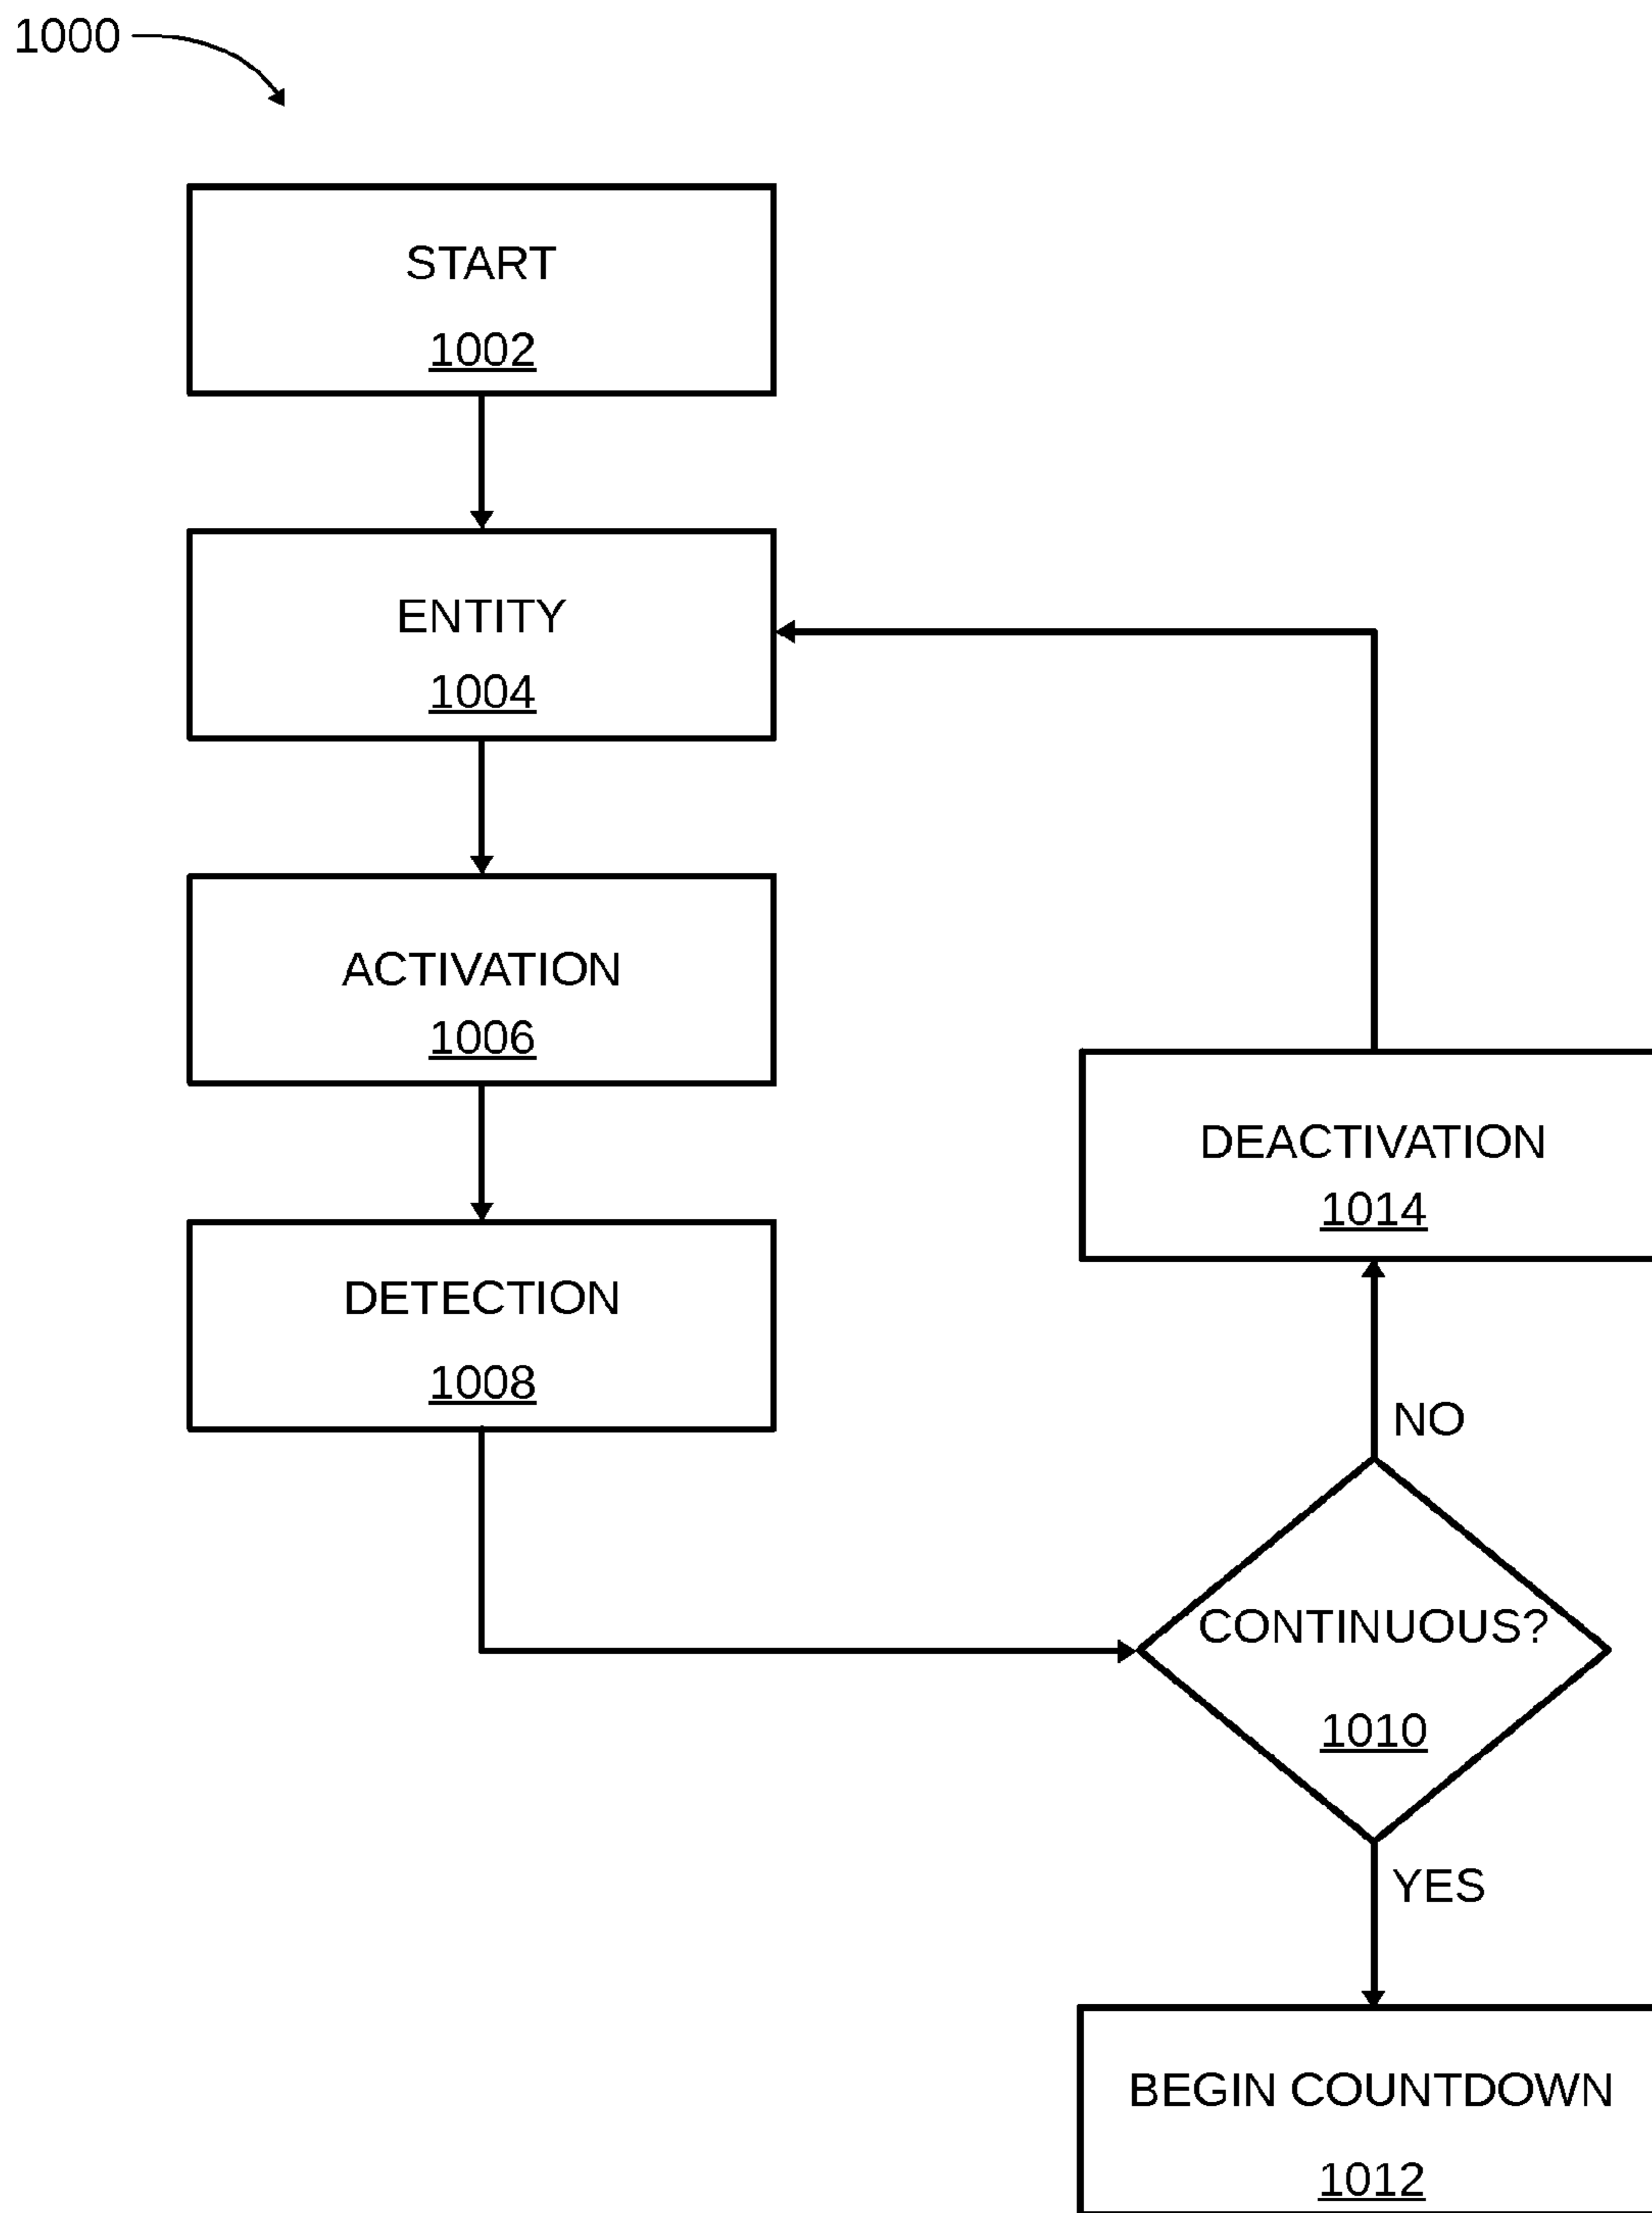 1000
START
1002
ENTITY
1004
ACTIVATION
1006
DETECTION
1008
DEACTIVATION
1014
NO
CONTINUOUS?
1010
YES
BEGIN COUNTDOWN
1012